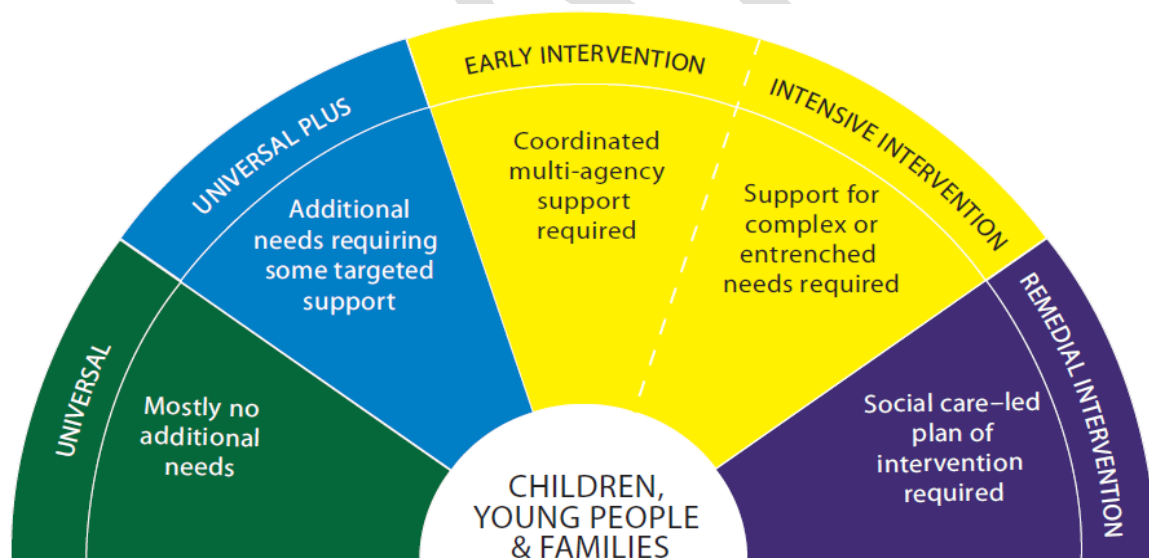 UNIVERSAL
Mostly no
additional
needs
UNIVERSAL PLUS
Additional
needs requiring
some targeted
support
EARLY INTERVENTION
Coordinated
multi-agency
support
required
INTENSIVE INTERVENTION
Support for
complex or
entrenched
needs required
REMEDIAL INTERVENTION
Social care–led
plan of
intervention
required
CHILDREN,
YOUNG PEOPLE
& FAMILIES